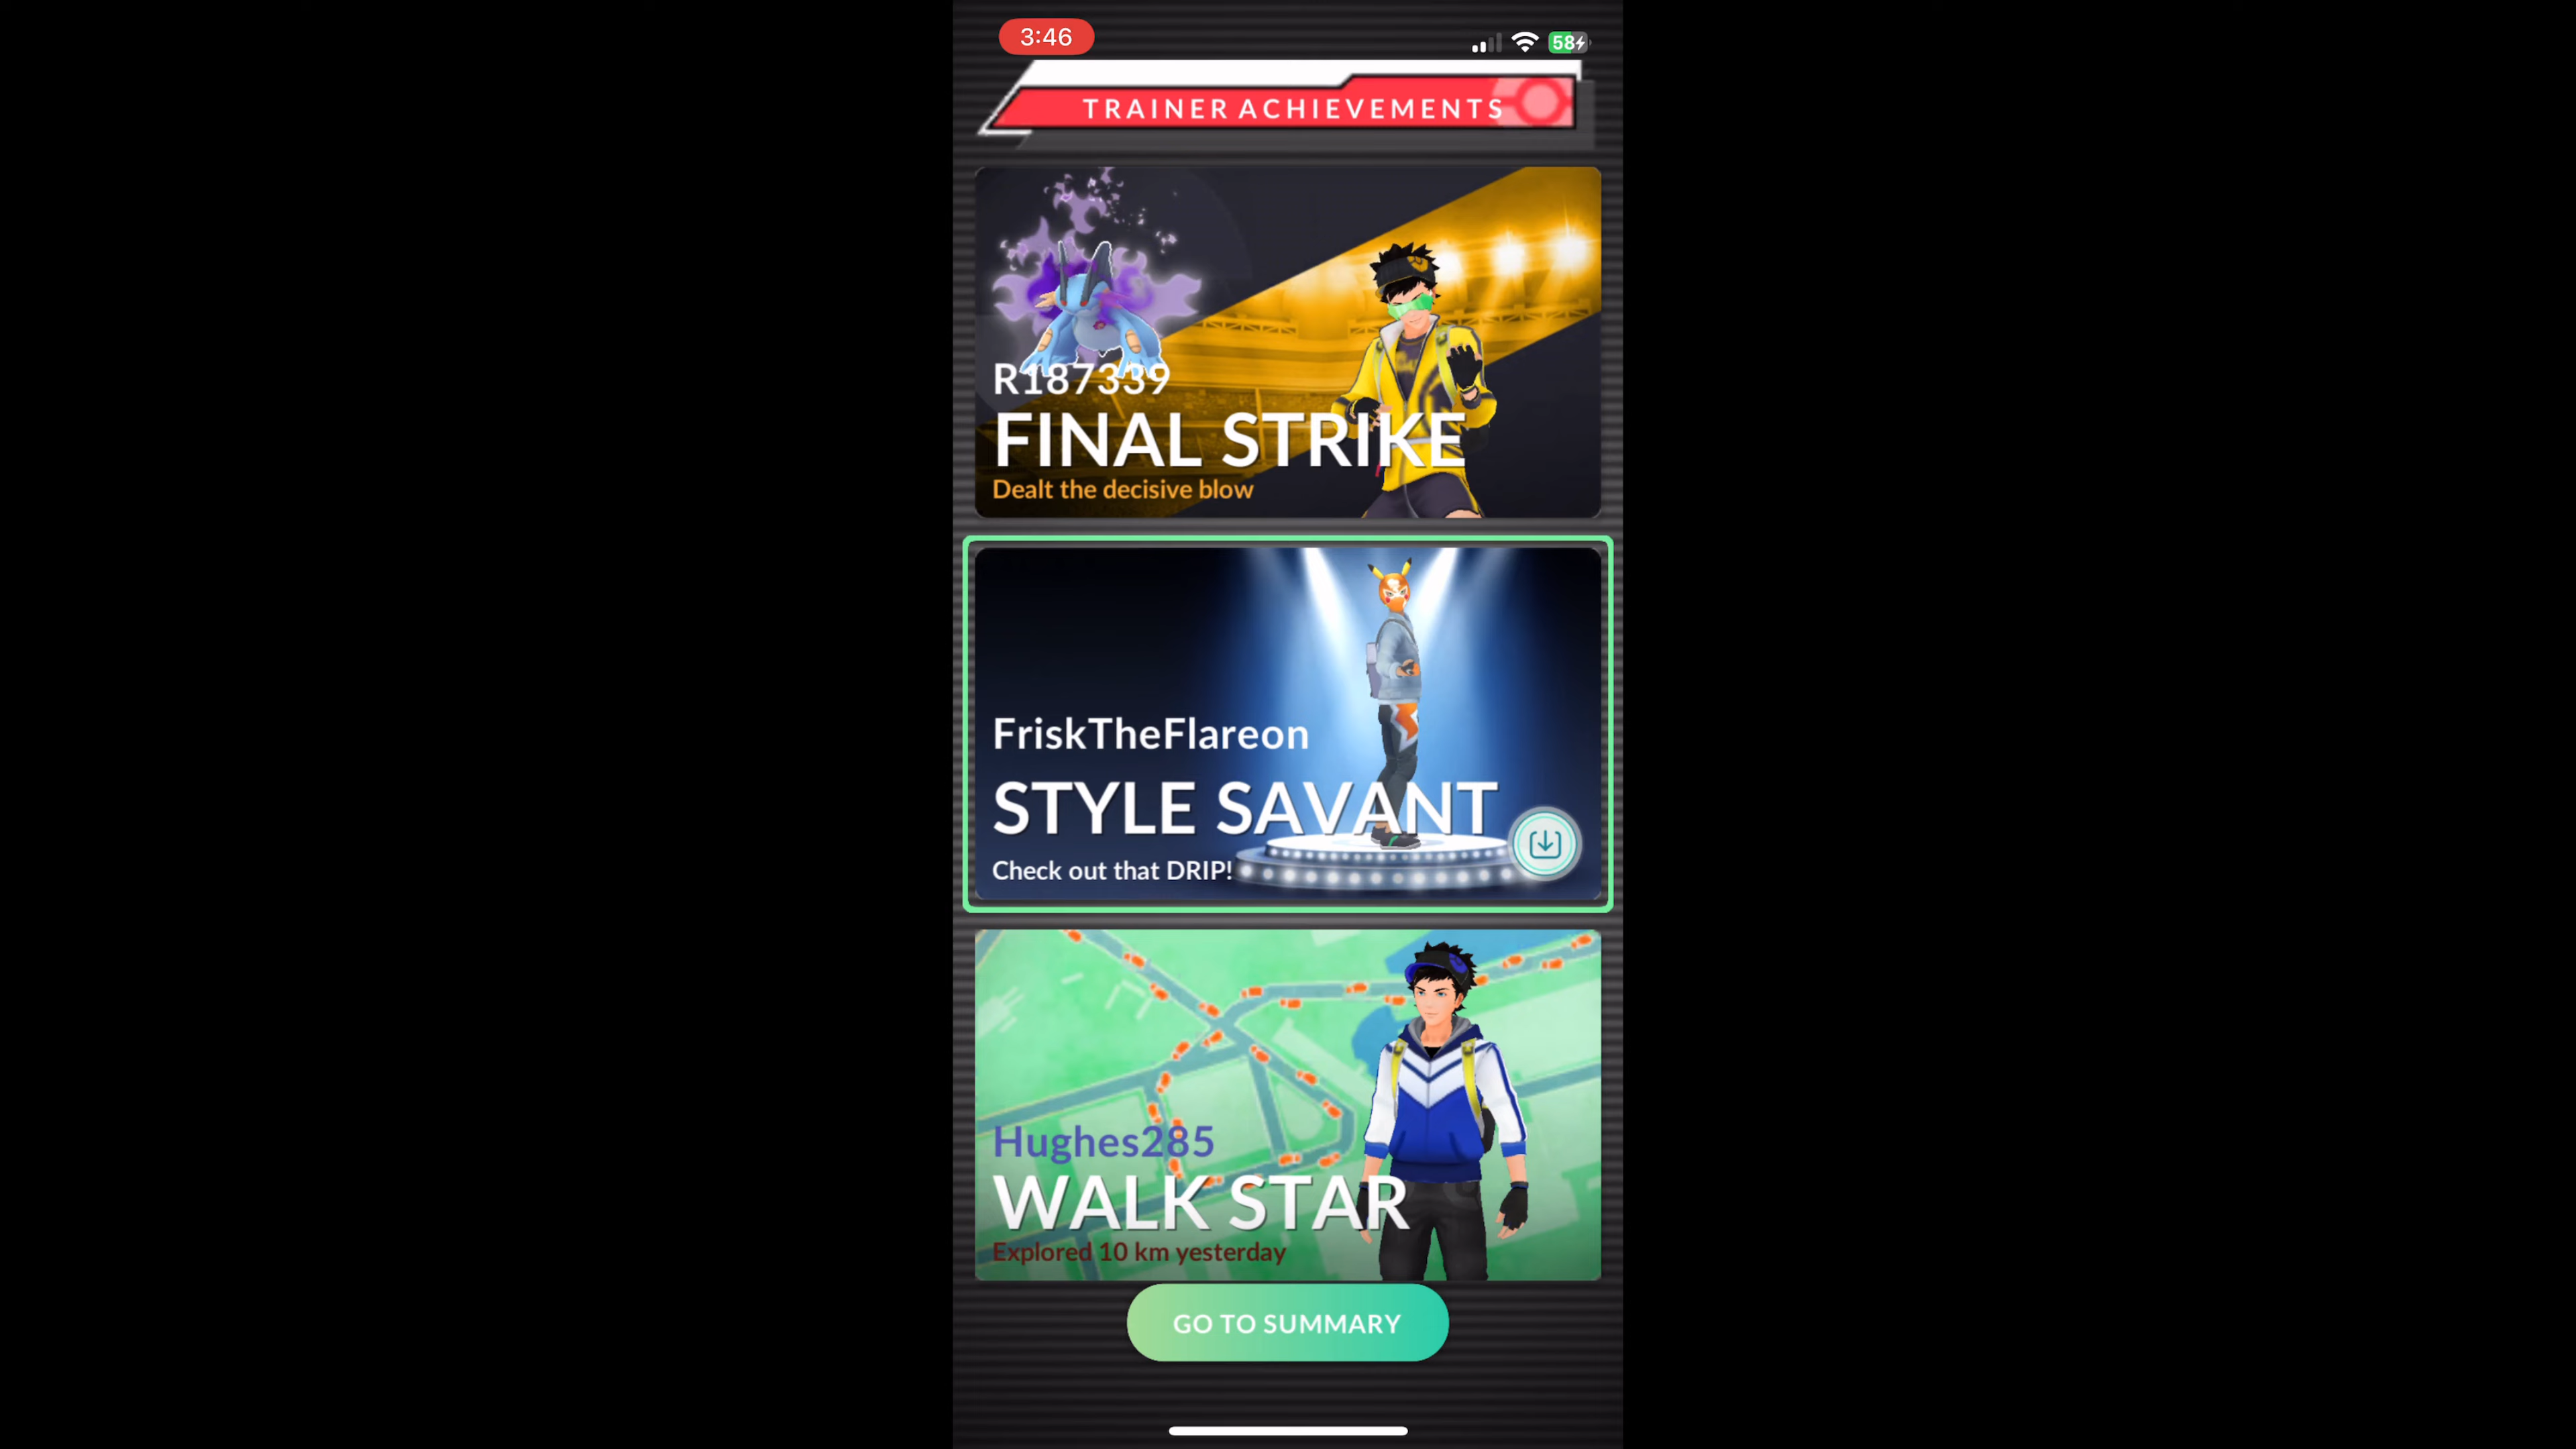 3:46
58
TRAINER ACHIEVEMENTS
R187339
FINAL STRIKE
Dealt the decisive blow
FriskTheFlareon
STYLE SAVANT
Check out that DRIP!
Hughes285
WALK STAR
Explored 10 km yesterday
GO TO SUMMARY